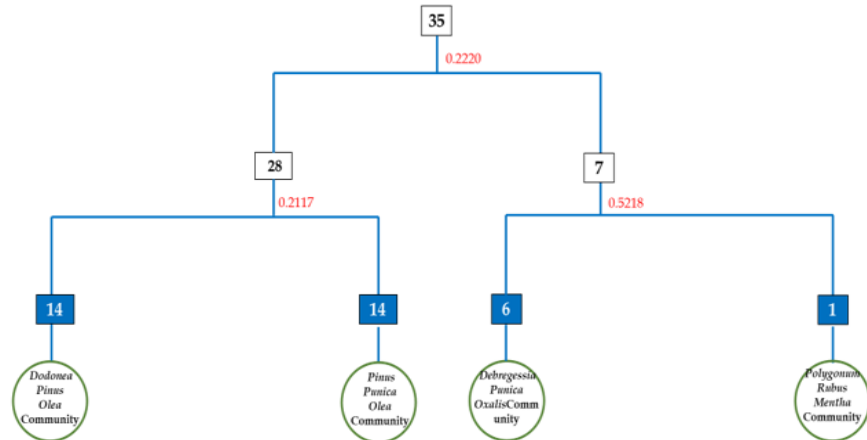 35
0.2220
28
7
0.2117
0.5218
14
14
6
1
Dodonea
Pinus
Olea
Community
Pinus
Punica
Olea
Community
Debregessia
Punica
OxalisComm
unity
Polygonum
Rubus
Mentha
Community